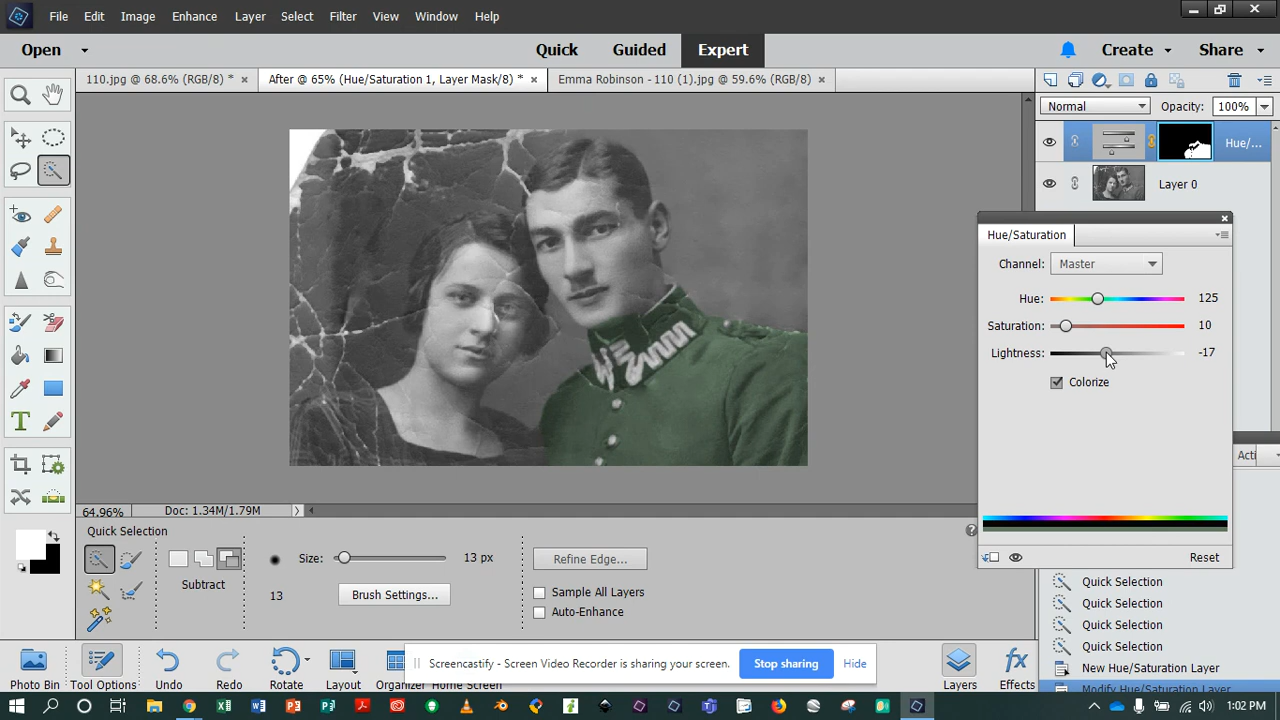 File Edit Image Enhance Layer Select Filter View Window Help
Open Quick Guided Expert Create Share
110.jpg @ 68.6% (RGB/8) * × After @ 65% (Hue/Saturation 1, Layer Mask/8) * × Emma Robinson - 110 (1).jpg @ 59.6% (RGB/8) ×
Normal Opacity: 100%
Hue/...
Layer 0
Hue/Saturation
Channel: Master
Hue: 125
Saturation: 10
Lightness: -17
Colorize
Acti
64.96% Doc: 1.34M/1.79M
Quick Selection
Size: 13 px Refine Edge...
Subtract
13 Brush Settings... Sample All Layers
Auto-Enhance
Reset
Quick Selection
Quick Selection
Quick Selection
Quick Selection
New Hue/Saturation Layer
Modify Hue/Saturation Layer
Screencastify - Screen Video Recorder is sharing your screen. Stop sharing Hide
Photo Bin Tool Options Undo Redo Rotate Layout Organizer Home Screen Layers Effects
1:02 PM